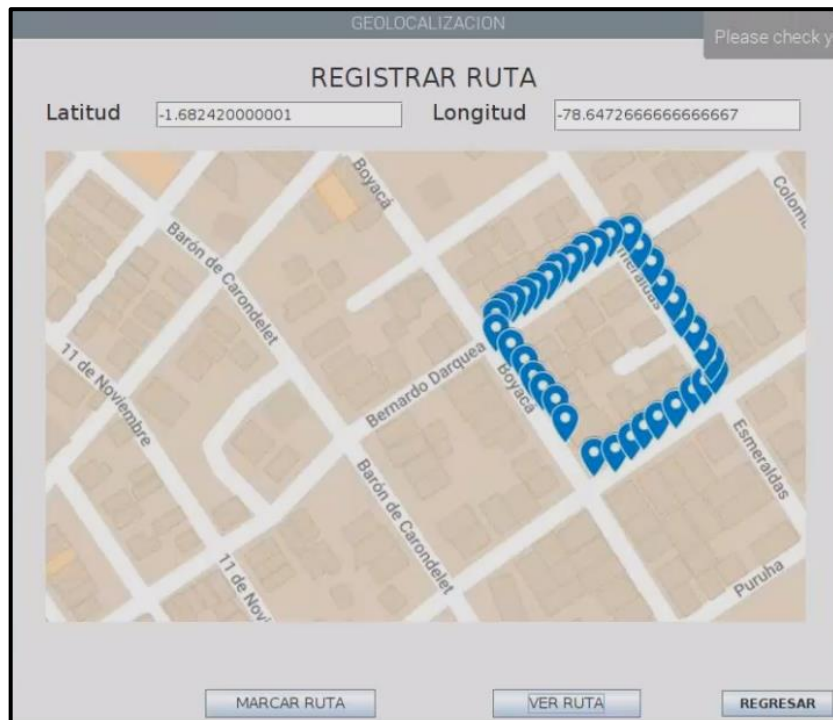 GEOLOCALIZACION
Please check y
REGISTRAR RUTA
Latitud
-1.682420000001
Longitud
-78.6472666666666667
Boyacá
Colom
Barón de Carondelet
meraldas
11 de Noviembre
Bernardo Darquea
Boyacá
Barón de Carondelet
Esmeraldas
11 de Novi
Puruha
MARCAR RUTA
VER RUTA
REGRESAR